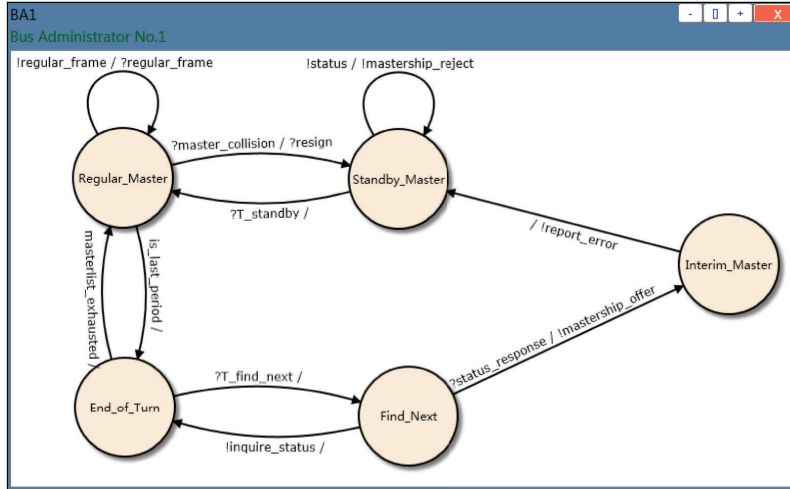 BA1
- [] + X
Bus Administrator No.1
!regular_frame / ?regular_frame
!status / !mastership_reject
?master_collision / ?resign
Regular_Master
Standby_Master
?T_standby /
/ !report_error
Interim_Master
masterlist_exhausted /
is_last_period /
?status_response / !mastership_offer
?T_find_next /
End_of_Turn
Find_Next
!inquire_status /